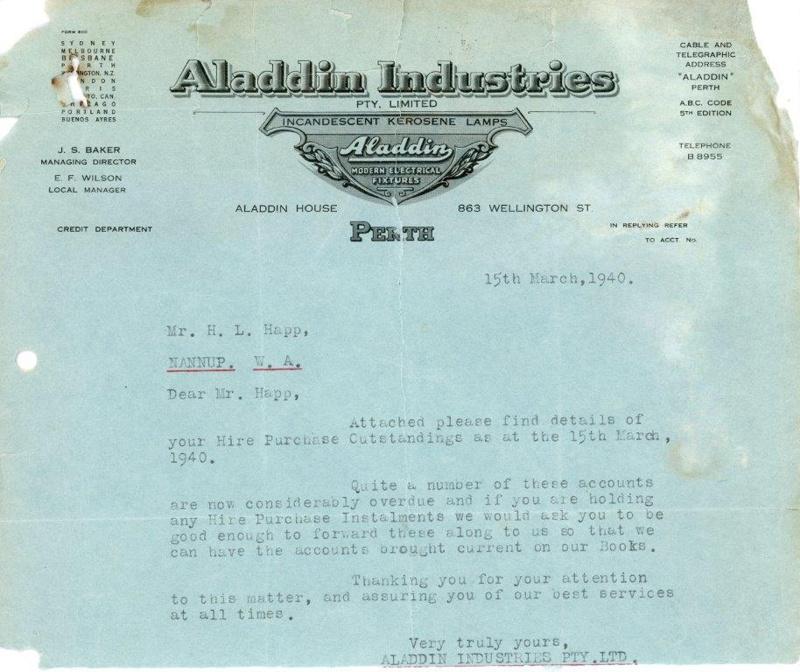 FORM 800
SYDNEY
MELBOURNE
BRISBANE
PERTH
N.Z.
CAN.
PORTLAND
BUENOS AYRES
J. S. BAKER
MANAGING DIRECTOR
E. F. WILSON
LOCAL MANAGER
CREDIT DEPARTMENT
Aladdin Industries
PTY, LIMITED
INCANDESCENT KEROSENE LAMPS
Aladdin
MODERN ELECTRICAL
FIXTURES
ALADDIN HOUSE 863 WELLINGTON ST.
PERTH
CABLE AND
TELEGRAPHIC
ADDRESS
"ALADDIN"
PERTH
A.B.C. CODE
5TH EDITION
TELEPHONE
B 8955
IN REPLYING REFER
TO ACCT No.
15th March,1940.
Mr. H. L. Happ,
NANNUP. W. A.
Dear Mr. Happ,
Attached please find details of
your Hire Purchase Outstandings as at the 15th March,
1940.
Quite a number of these accounts
are now considerably overdue and if you are holding
any Hire Purchase Instalments we would ask you to be
good enough to forward these along to us so that we
can have the accounts brought current on our Books.
Thanking you for your attention
to this matter, and assuring you of our best services
at all times.
Very truly yours,
ALADDIN INDUSTRIES PTY.LTD.